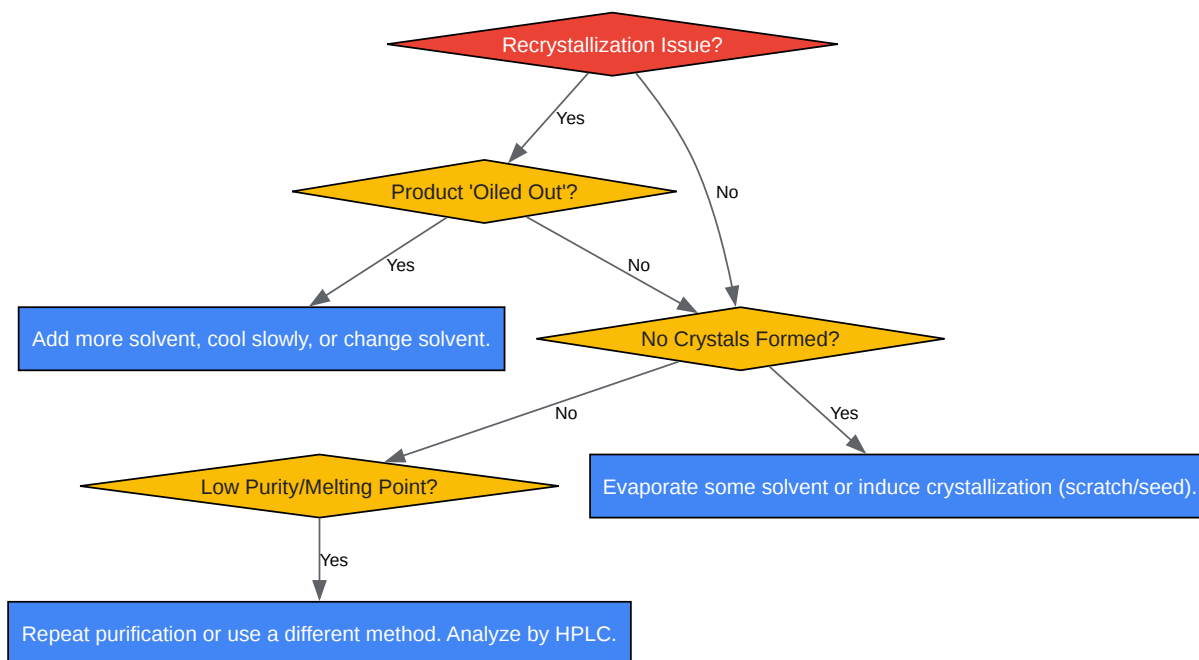 Recrystallization Issue?
Yes
Product 'Oiled Out'?
No
Yes
No
Add more solvent, cool slowly, or change solvent.
No Crystals Formed?
No
Yes
Low Purity/Melting Point?
Evaporate some solvent or induce crystallization (scratch/seed).
Yes
Repeat purification or use a different method. Analyze by HPLC.